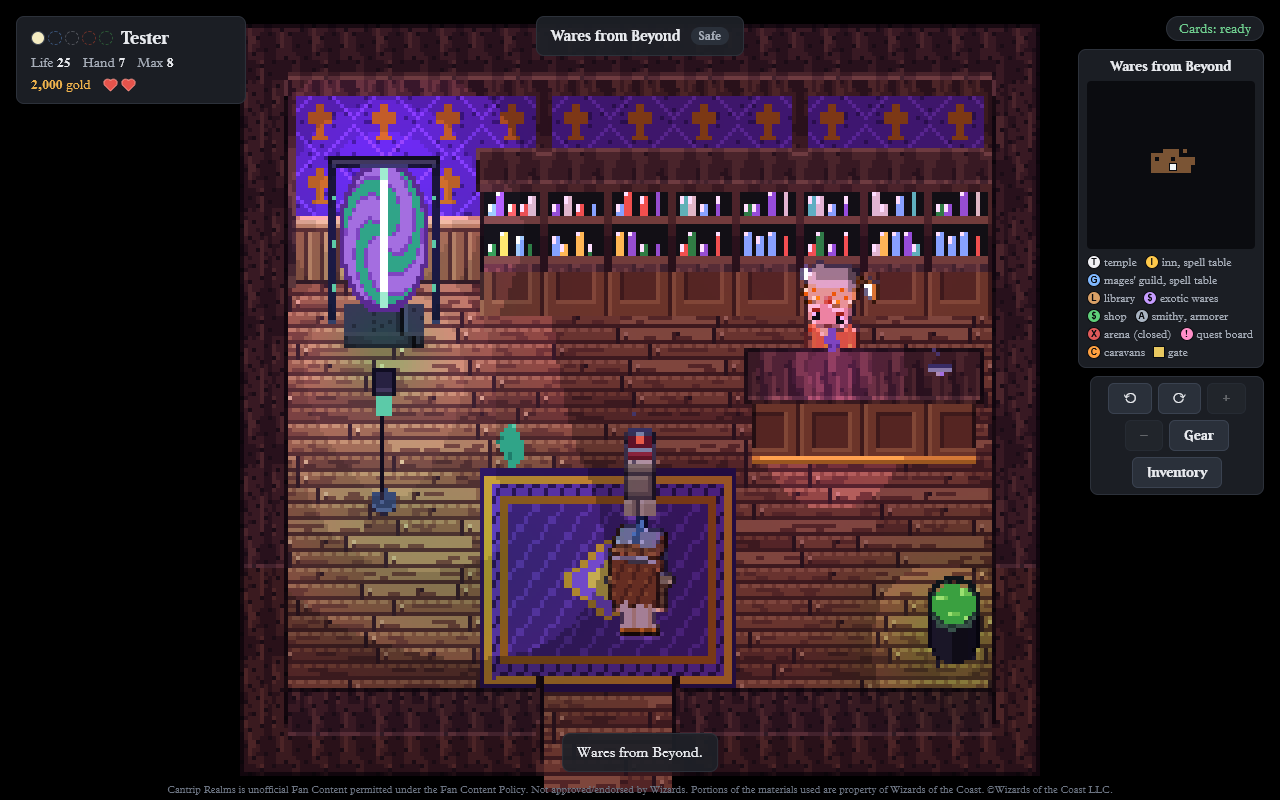 Tester
Life 25 Hand 7 Max 8
2,000 gold
Wares from Beyond Safe
Cards: ready
Wares from Beyond
T temple I inn, spell table
G mages' guild, spell table
L library S exotic wares
S shop A smithy, armorer
X arena (closed) ! quest board
C caravans gate
+
− Gear
Inventory
Wares from Beyond.
Cantrip Realms is unofficial Fan Content permitted under the Fan Content Policy. Not approved/endorsed by Wizards. Portions of the materials used are property of Wizards of the Coast. ©Wizards of the Coast LLC.